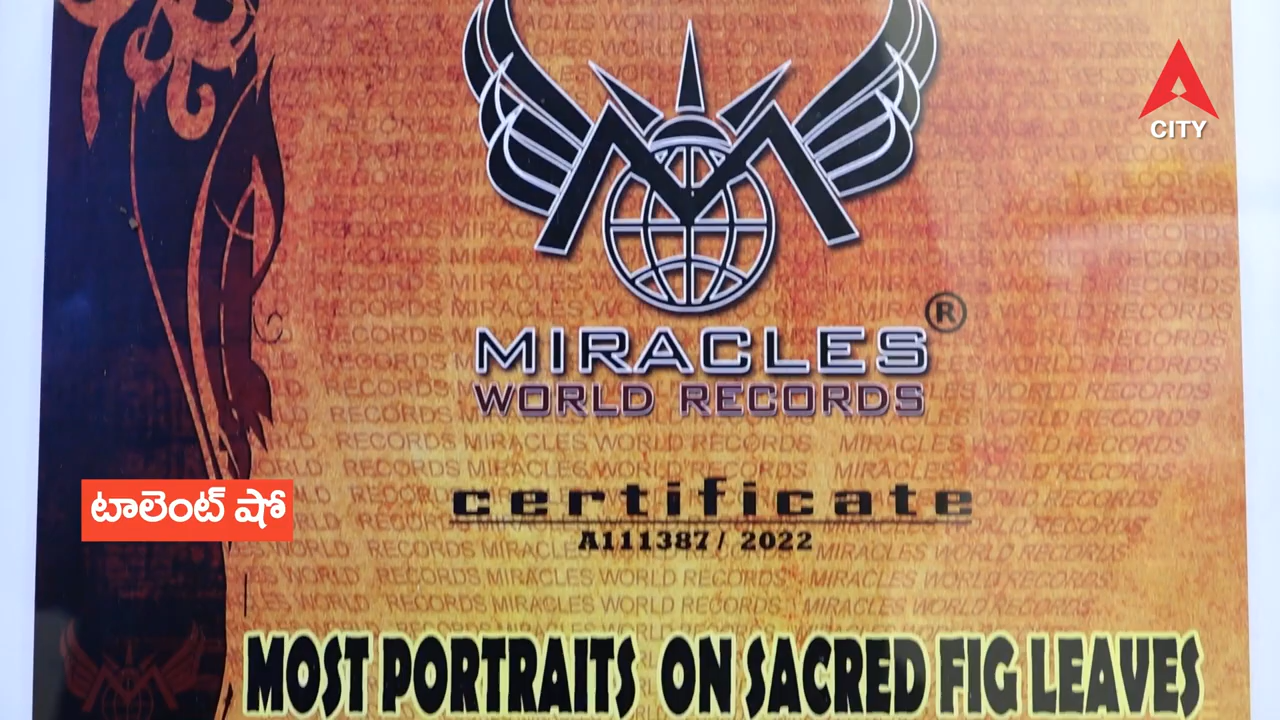 CITY
MIRACLES ®
WORLD RECORDS
certificate
A111387/ 2022
టాలెంట్ షో
MOST PORTRAITS ON SACRED FIG LEAVES